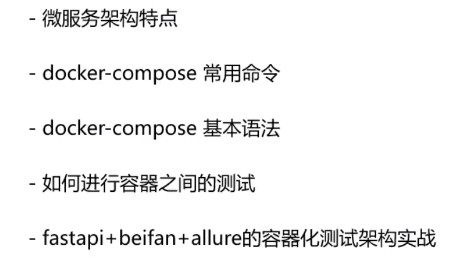 - 微服务架构特点
- docker-compose 常用命令
- docker-compose 基本语法
- 如何进行容器之间的测试
- fastapi+beifan+allure的容器化测试架构实战